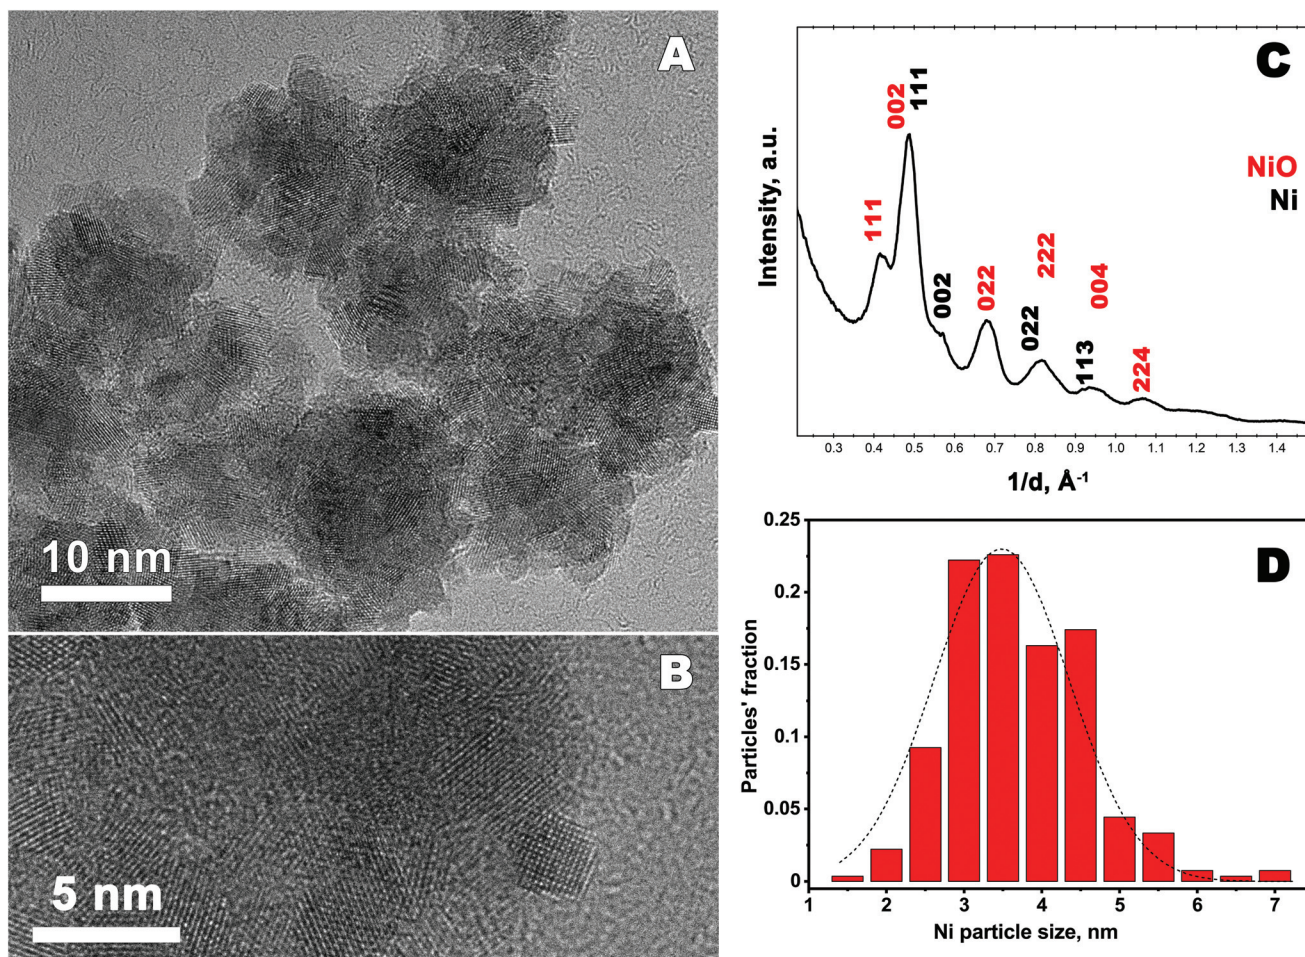 A
10 nm
B
5 nm
C
002
111
NiO
Ni
111
002
022
022
222
113
004
224
Intensity, a.u.
0.3 0.4 0.5 0.6 0.7 0.8 0.9 1.0 1.1 1.2 1.3 1.4
1/d, Å⁻¹
D
0.25
0.2
0.15
0.1
0.05
0
Particles' fraction
1 2 3 4 5 6 7
Ni particle size, nm